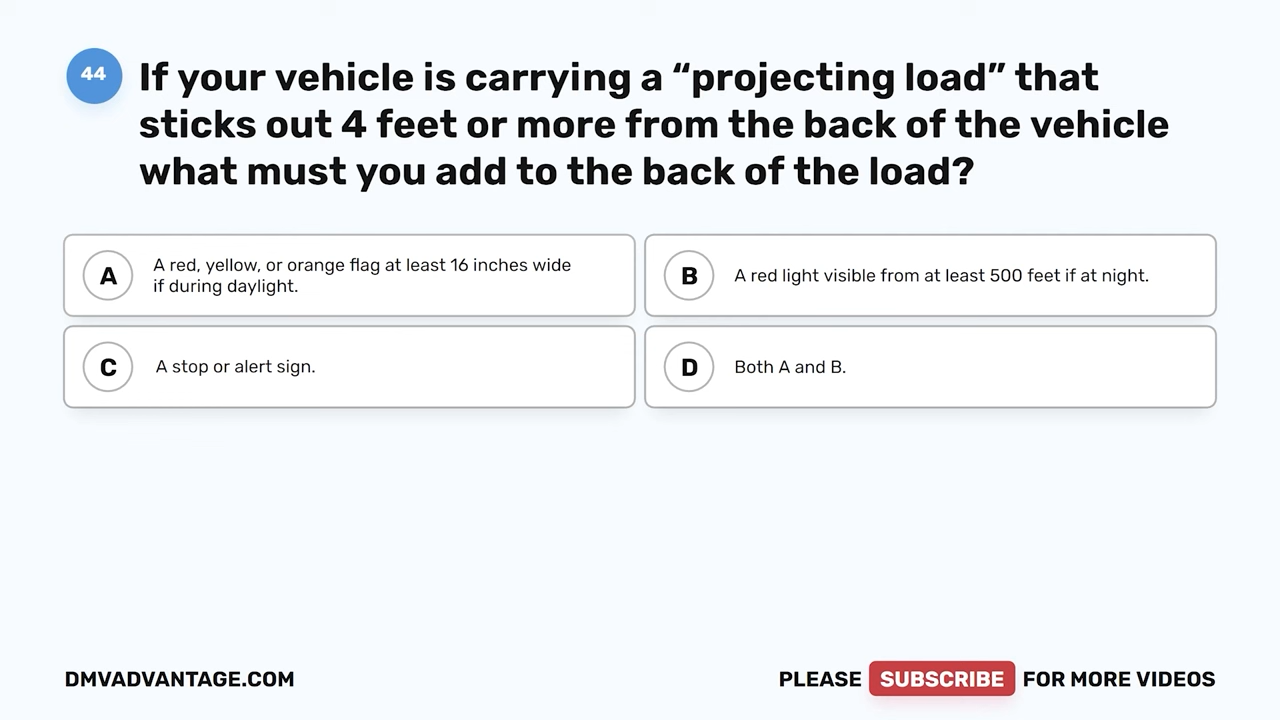 44
If your vehicle is carrying a “projecting load” that
sticks out 4 feet or more from the back of the vehicle
what must you add to the back of the load?
A
A red, yellow, or orange flag at least 16 inches wide
if during daylight.
B
A red light visible from at least 500 feet if at night.
C
A stop or alert sign.
D
Both A and B.
DMVADVANTAGE.COM
PLEASE SUBSCRIBE FOR MORE VIDEOS